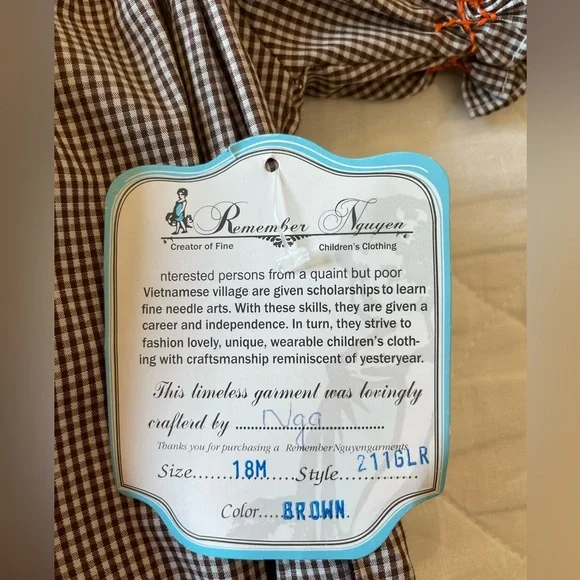 Remember Nguyen
Creator of Fine Children's Clothing
nterested persons from a quaint but poor
Vietnamese village are given scholarships to learn
fine needle arts. With these skills, they are given a
career and independence. In turn, they strive to
fashion lovely, unique, wearable children's cloth-
ing with craftsmanship reminiscent of yesteryear.
This timeless garment was lovingly
crafterd by ........Nga........
Thanks you for purchasing a RememberNguyengarments
Size.......18M......Style....211GLR
Color.....BROWN.